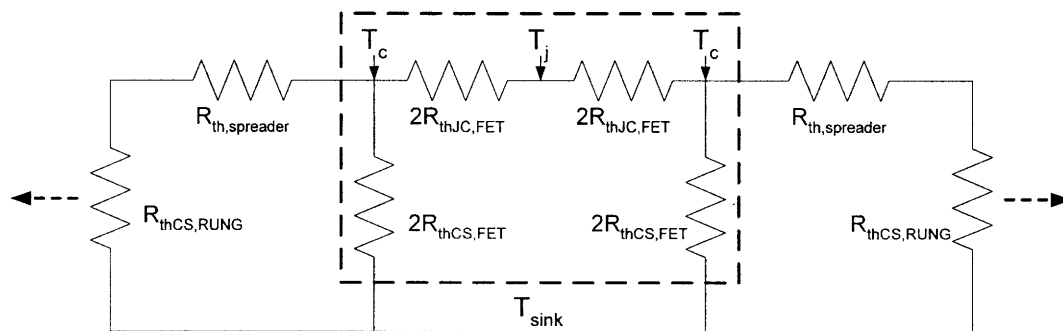 T_c T_j T_c
R_th,spreader 2R_thJC,FET 2R_thJC,FET R_th,spreader
R_thCS,RUNG 2R_thCS,FET 2R_thCS,FET R_thCS,RUNG
T_sink